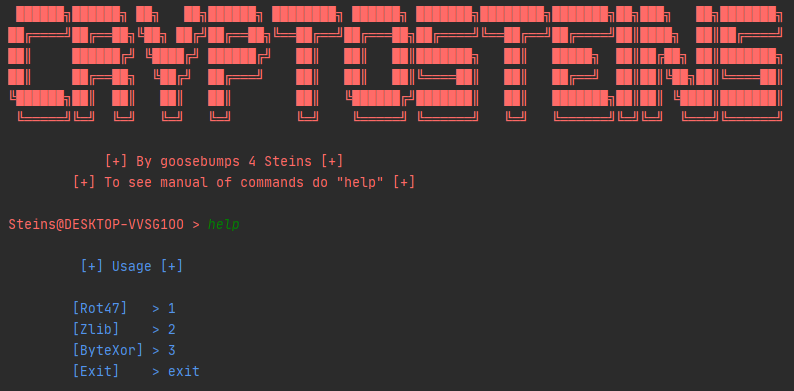 CRYPTOSTEINS
[+] By goosebumps 4 Steins [+]
[+] To see manual of commands do "help" [+]
Steins@DESKTOP-VVSG1OO > help
[+] Usage [+]
[Rot47] > 1
[Zlib] > 2
[ByteXor] > 3
[Exit] > exit